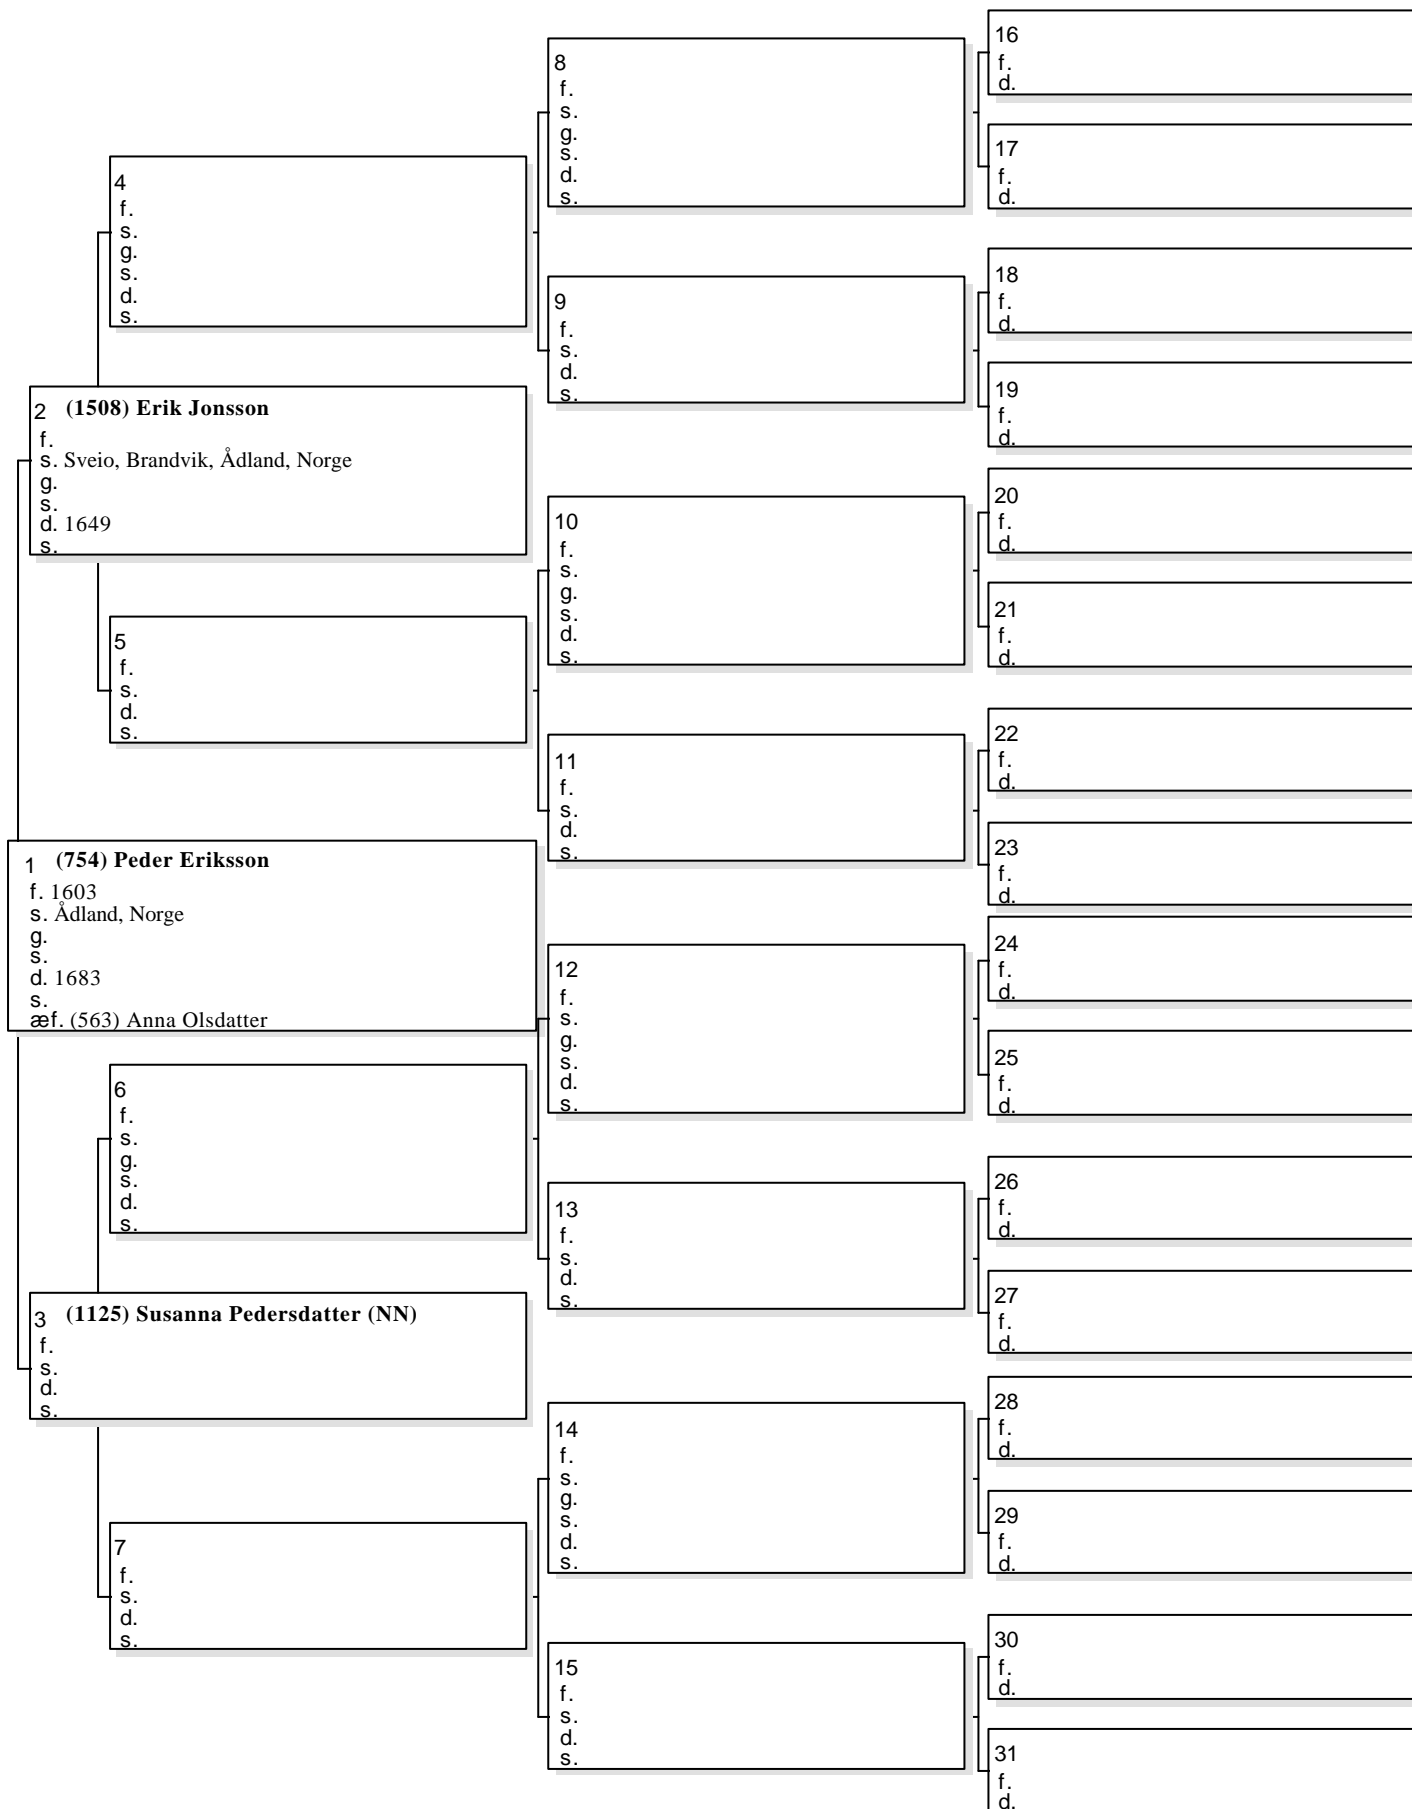 16
f.
d.
8
f.
s.
g.
s.
d.
s.
17
f.
d.
4
f.
s.
g.
s.
d.
s.
18
f.
d.
9
f.
s.
d.
s.
19
f.
d.
2 (1508) Erik Jonsson
f.
s. Sveio, Brandvik, Ådland, Norge
g.
s.
d. 1649
s.
20
f.
d.
10
f.
s.
g.
s.
d.
s.
21
f.
d.
5
f.
s.
d.
s.
22
f.
d.
11
f.
s.
d.
s.
23
f.
d.
1 (754) Peder Eriksson
f. 1603
s. Ådland, Norge
g.
s.
d. 1683
s.
æf. (563) Anna Olsdatter
24
f.
d.
12
f.
s.
g.
s.
d.
s.
25
f.
d.
6
f.
s.
g.
s.
d.
s.
26
f.
d.
13
f.
s.
d.
s.
27
f.
d.
3 (1125) Susanna Pedersdatter (NN)
f.
s.
d.
s.
28
f.
d.
14
f.
s.
g.
s.
d.
s.
29
f.
d.
7
f.
s.
d.
s.
30
f.
d.
15
f.
s.
d.
s.
31
f.
d.